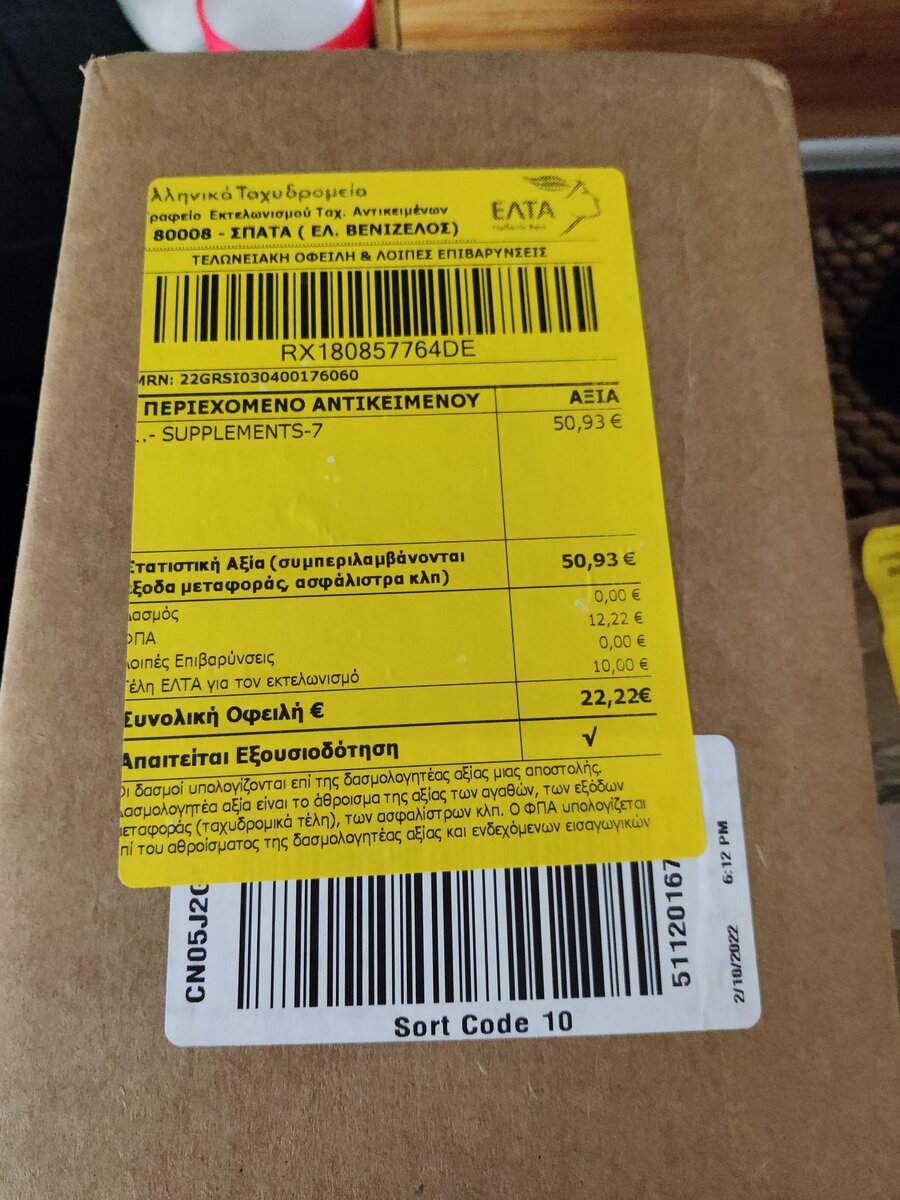 λληνικά Ταχυδρομεία
ραφείο Εκτελωνισμού Ταχ. Αντικειμένων
80008 - ΣΠΑΤΑ ( ΕΛ. ΒΕΝΙΖΕΛΟΣ)
ΕΛΤΑ
ΤΕΛΩΝΕΙΑΚΗ ΟΦΕΙΛΗ & ΛΟΙΠΕΣ ΕΠΙΒΑΡΥΝΣΕΙΣ
RX180857764DE
MRN: 22GRSI030400176060
ΠΕΡΙΕΧΟΜΕΝΟ ΑΝΤΙΚΕΙΜΕΝΟΥ ΑΞΙΑ
..- SUPPLEMENTS-7 50,93 €
Στατιστική Αξία (συμπεριλαμβάνονται
έξοδα μεταφοράς, ασφάλιστρα κλπ) 50,93 €
Δασμός 0,00 €
ΦΠΑ 12,22 €
Λοιπές Επιβαρύνσεις 0,00 €
Τέλη ΕΛΤΑ για τον εκτελωνισμό 10,00 €
Συνολική Οφειλή € 22,22€
Απαιτείται Εξουσιοδότηση √
Οι δασμοί υπολογίζονται επί της δασμολογητέας αξίας μιας αποστολής.
Δασμολογητέα αξία είναι το άθροισμα της αξίας των αγαθών, των εξόδων
μεταφοράς (ταχυδρομικά τέλη), των ασφαλίστρων κλπ. Ο ΦΠΑ υπολογίζεται
πί του αθροίσματος της δασμολογητέας αξίας και ενδεχόμενων εισαγωγικών
CN05J2
51120167
2/10/2022 6:12 PM
Sort Code 10